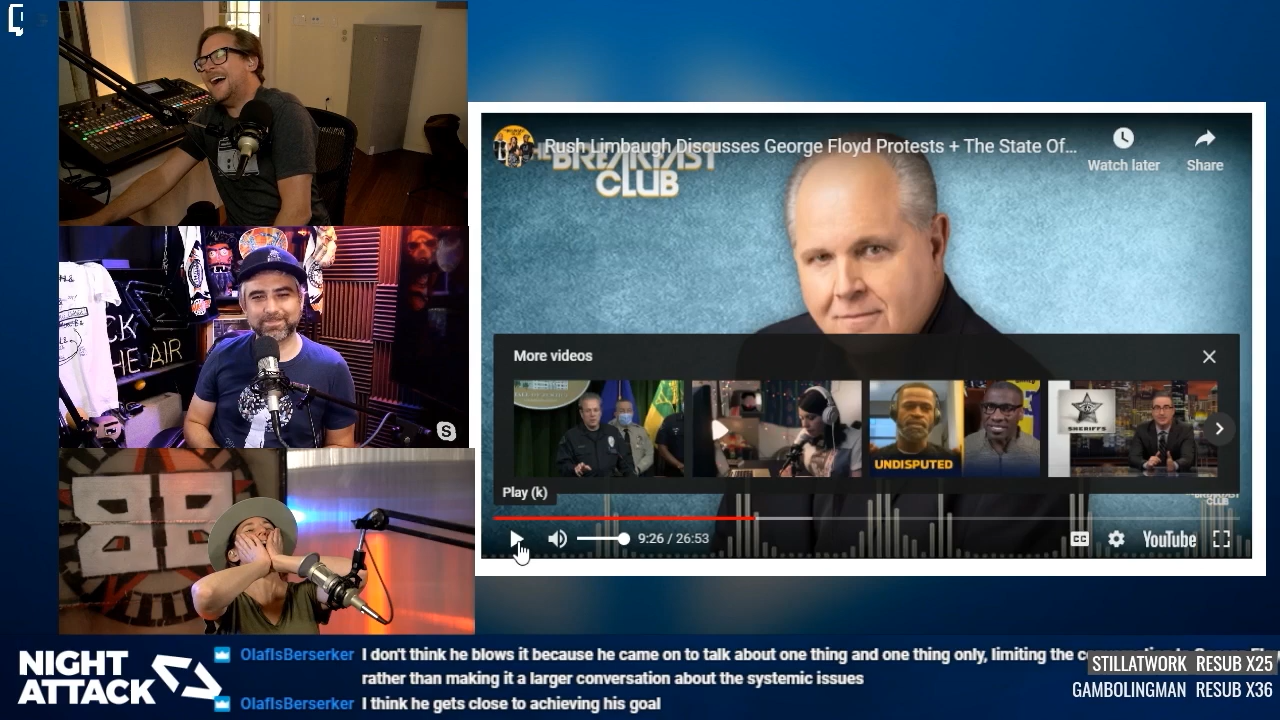 Rush Limbaugh Discusses George Floyd Protests + The State Of...
BREAKFAST
CLUB
Watch later
Share
More videos
UNDISPUTED
SHERIFFS
Play (k)
9:26 / 26:53
CC
YouTube
CK
HE AIR
BB
NIGHT
ATTACK
OlafIsBerserker I don't think he blows it because he came on to talk about one thing and one thing only, limiting the
rather than making it a larger conversation about the systemic issues
OlafIsBerserker I think he gets close to achieving his goal
STILLATWORK RESUB X25
GAMBOLINGMAN RESUB X36